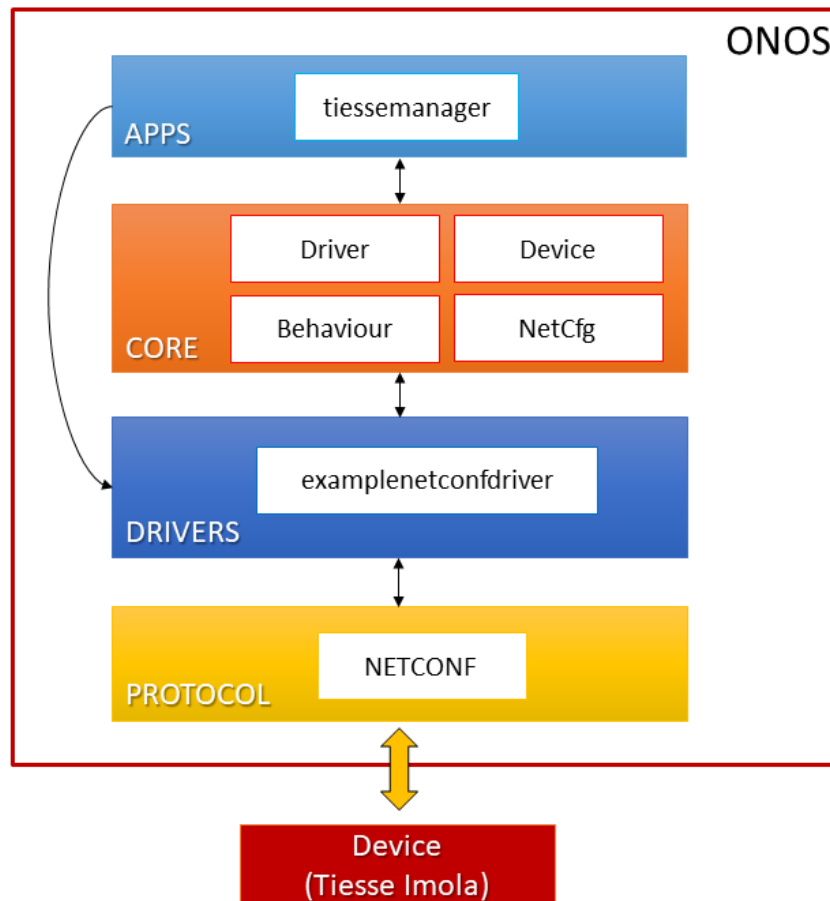 ONOS
tiessemanager
APPS
Driver
Device
Behaviour
NetCfg
CORE
examplenetconfdriver
DRIVERS
NETCONF
PROTOCOL
Device
(Tiesse Imola)